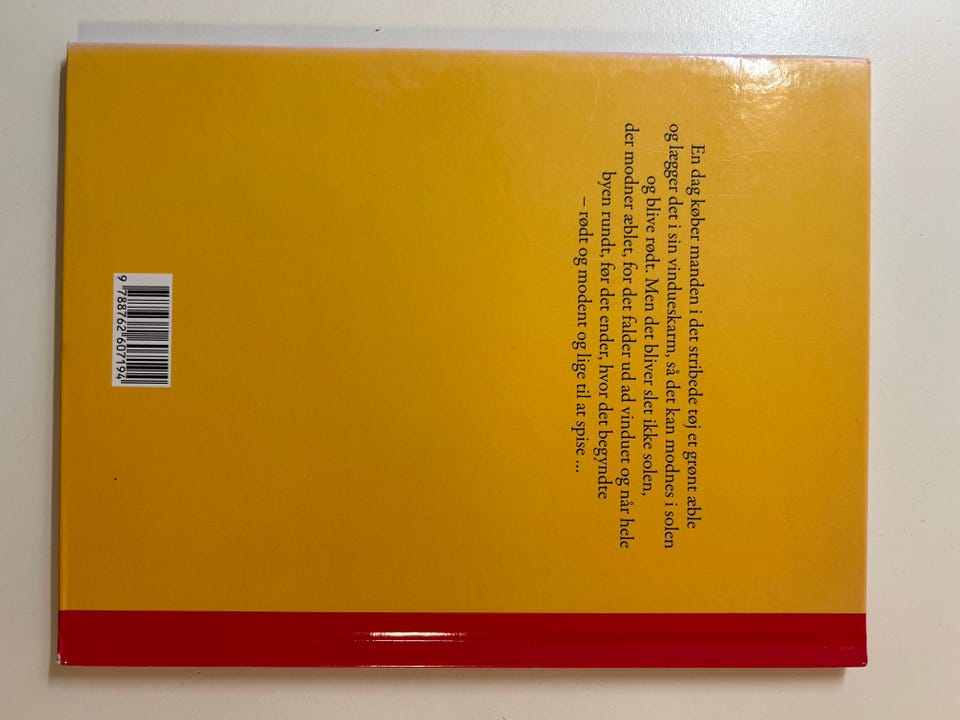 En dag køber manden i det stribede tøj et grønt æble
og lægger det i sin vindueskarm, så det kan modnes i solen
og blive rødt. Men det bliver slet ikke solen,
der modner æblet, for det falder ud ad vinduet og når hele
byen rundt, før det ender, hvor det begyndte
– rødt og modent og lige til at spise ...
9 788762 607194